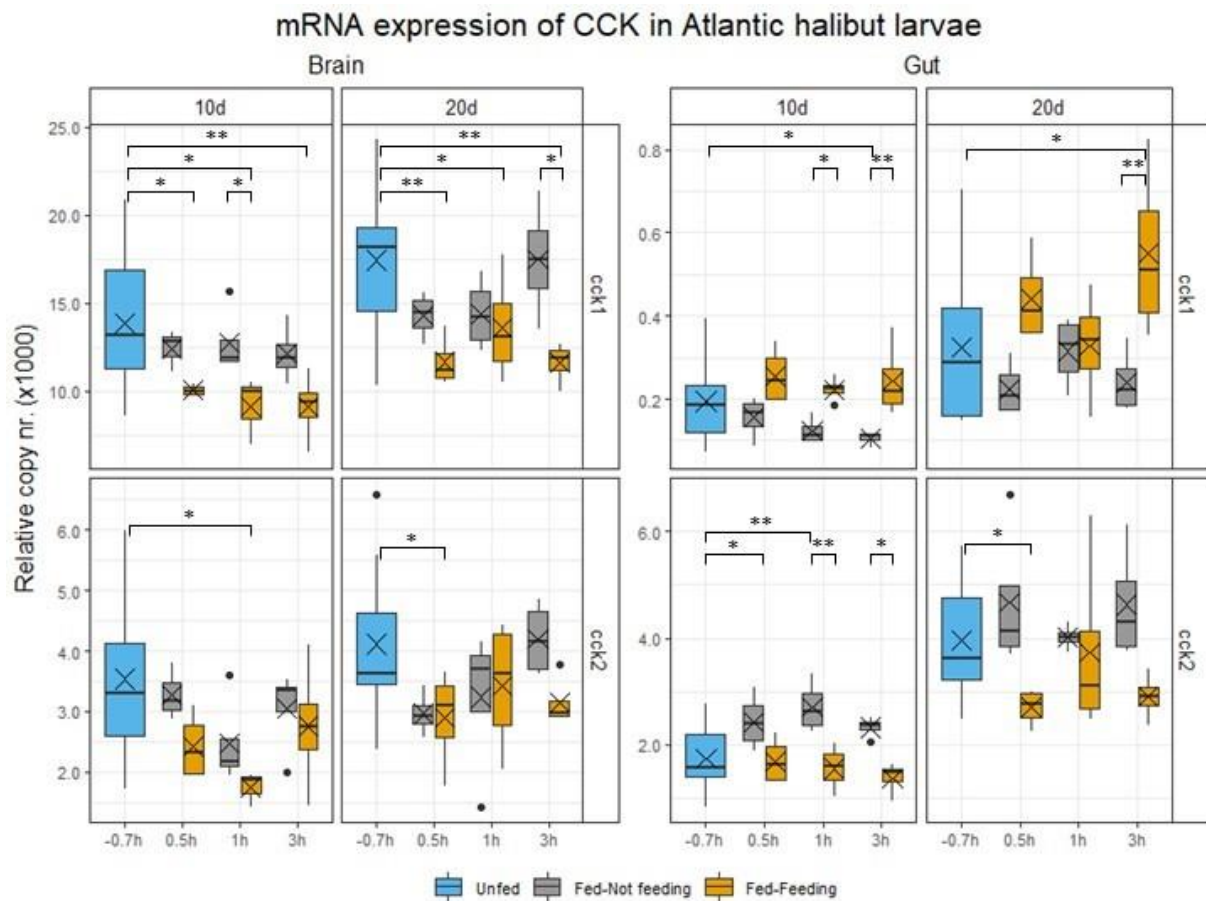 mRNA expression of CCK in Atlantic halibut larvae
Brain
Gut
10d
20d
10d
20d
Relative copy nr. (x1000)
25.0
20.0
15.0
10.0
** * * *
** * ** *
cck1
0.8
0.6
0.4
0.2
* * **
* **
cck1
6.0
5.0
4.0
3.0
2.0
*
*
cck2
6.0
4.0
2.0
** * ** *
*
cck2
-0.7h 0.5h 1h 3h
-0.7h 0.5h 1h 3h
-0.7h 0.5h 1h 3h
-0.7h 0.5h 1h 3h
Unfed Fed-Not feeding Fed-Feeding